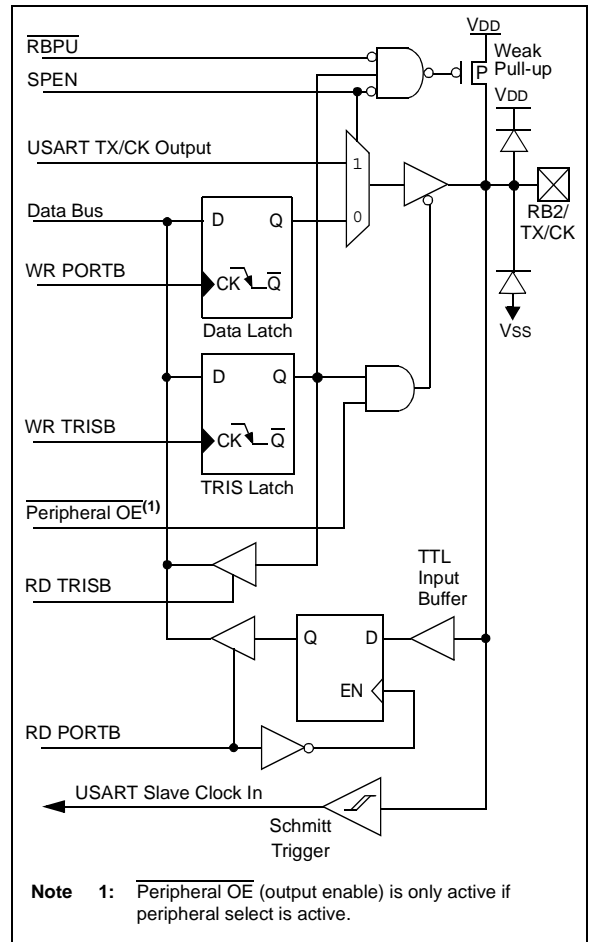 VDD
RBPU
Weak
Pull-up
P
SPEN
VDD
USART TX/CK Output
1
Data Bus
D Q
0
RB2/
TX/CK
WR PORTB
CK Q
VSS
Data Latch
D Q
WR TRISB
CK Q
TRIS Latch
Peripheral OE(1)
TTL
Input
Buffer
RD TRISB
Q D
EN
RD PORTB
USART Slave Clock In
Schmitt
Trigger
Note 1: Peripheral OE (output enable) is only active if
peripheral select is active.